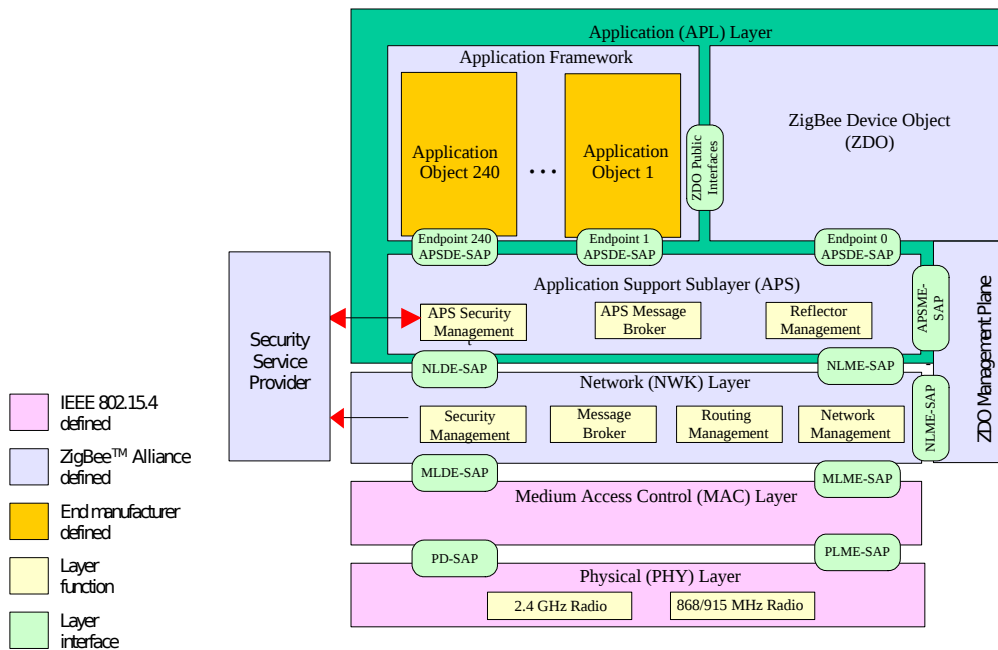 Application (APL) Layer
Application Framework
Application
Object 240
...
Application
Object 1
ZDO Public
Interfaces
ZigBee Device Object
(ZDO)
Endpoint 240
APSDE-SAP
Endpoint 1
APSDE-SAP
Endpoint 0
APSDE-SAP
Application Support Sublayer (APS)
APS Security
Management
APS Message
Broker
Reflector
Management
APSME-
SAP
ZDO Management Plane
Security
Service
Provider
NLDE-SAP
NLME-SAP
Network (NWK) Layer
Security
Management
Message
Broker
Routing
Management
Network
Management
NLME-SAP
MLDE-SAP
MLME-SAP
Medium Access Control (MAC) Layer
PD-SAP
PLME-SAP
Physical (PHY) Layer
2.4 GHz Radio
868/915 MHz Radio
IEEE 802.15.4
defined
ZigBee™ Alliance
defined
End manufacturer
defined
Layer
function
Layer
interface